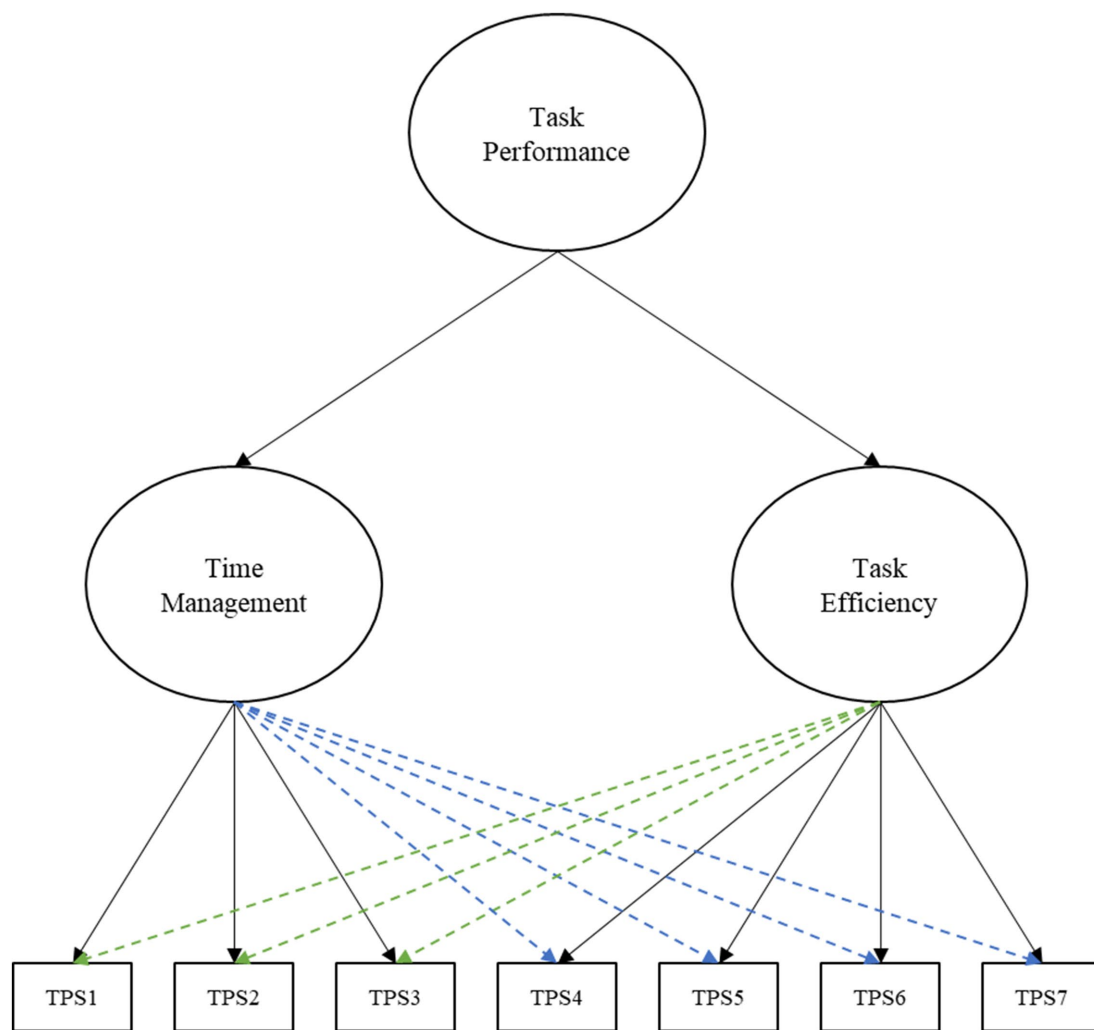 Task
Performance
Time
Management
Task
Efficiency
TPS1
TPS2
TPS3
TPS4
TPS5
TPS6
TPS7